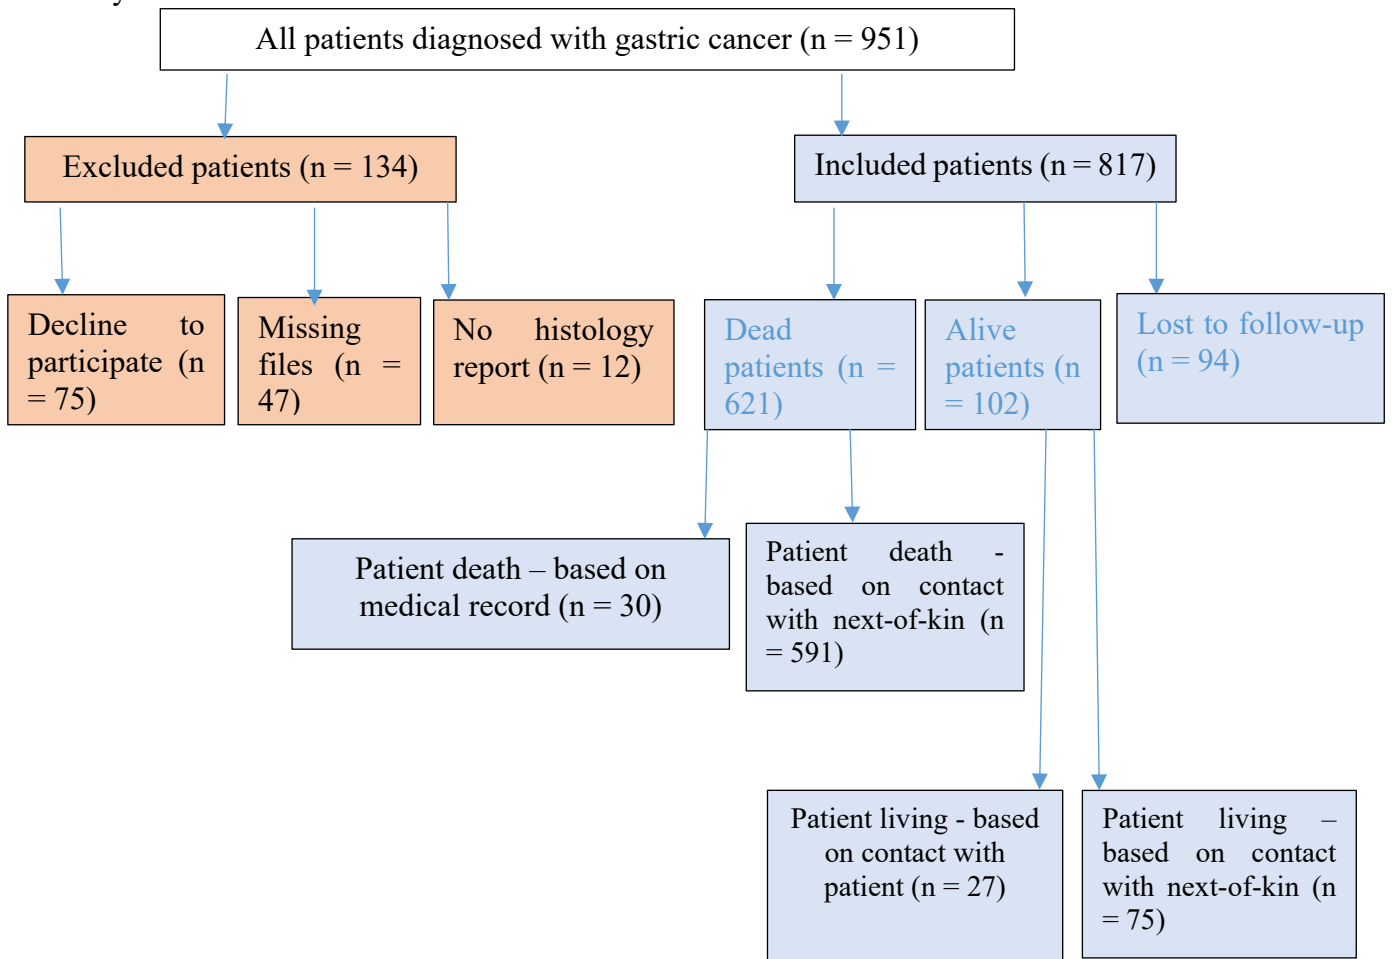 All patients diagnosed with gastric cancer (n = 951)
Excluded patients (n = 134)
Included patients (n = 817)
Decline to
participate (n
= 75)
Missing
files (n =
47)
No histology
report (n = 12)
Dead
patients (n =
621)
Alive
patients (n
= 102)
Lost to follow-up
(n = 94)
Patient death – based on
medical record (n = 30)
Patient death -
based on contact
with next-of-kin (n
= 591)
Patient living - based
on contact with
patient (n = 27)
Patient living –
based on contact
with next-of-kin (n
= 75)